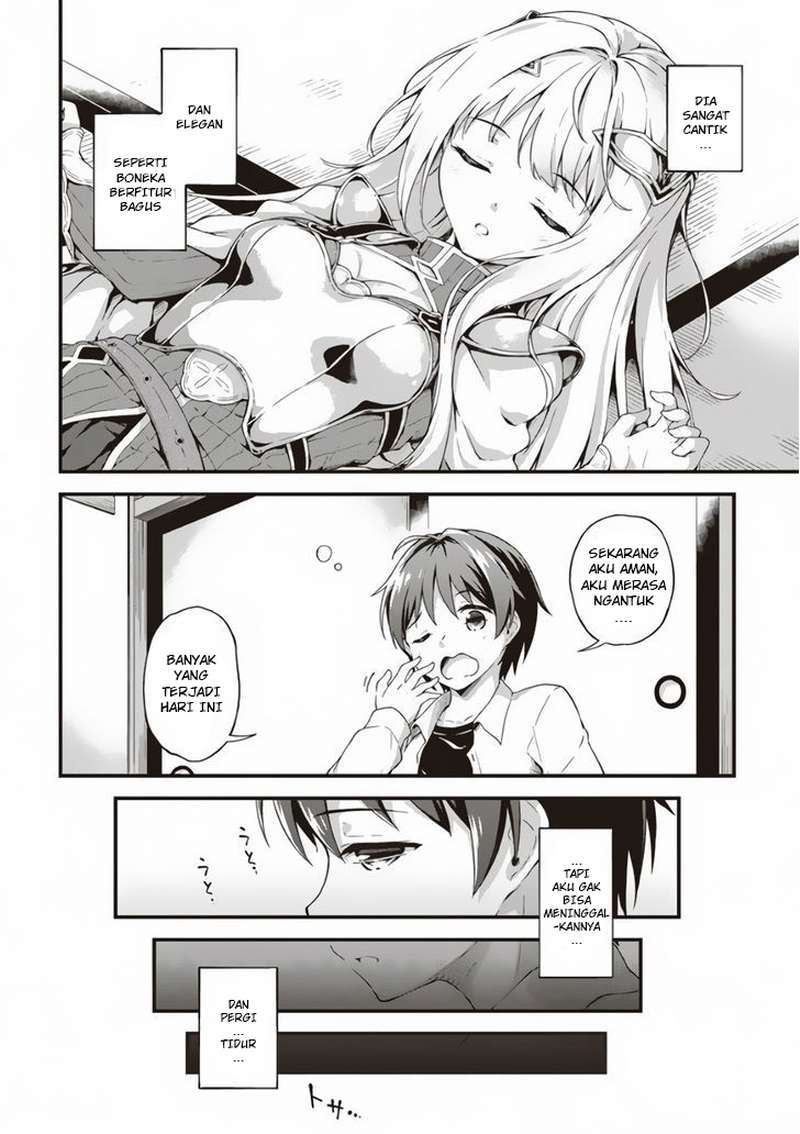 DIA
SANGAT
CANTIK
...
DAN
ELEGAN
SEPERTI
BONEKA
BERFITUR
BAGUS
SEKARANG
AKU AMAN,
AKU MERASA
NGANTUK
....
BANYAK
YANG
TERJADI
HARI INI
うと、
うと、
...
TAPI
AKU GAK
BISA
MENINGGAL
-KANNYA
...
DAN
PERGI
...
TIDUR
...
トサ...